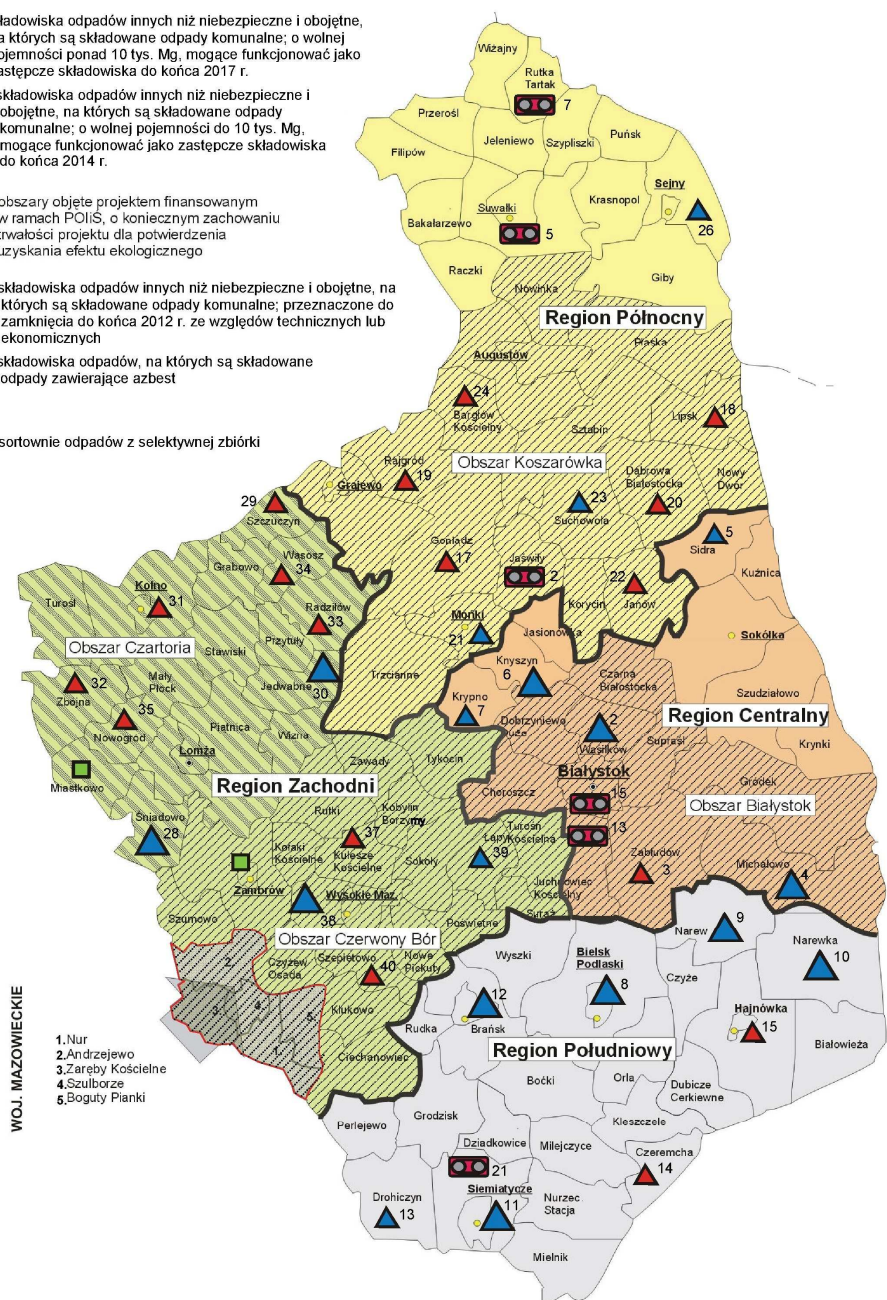 ładowiska odpadów innych niż niebezpieczne i obojętne,
a których są składowane odpady komunalne; o wolnej
ojemności ponad 10 tys. Mg, mogące funkcjonować jako
astępcze składowiska do końca 2017 r.
składowiska odpadów innych niż niebezpieczne i
obojętne, na których są składowane odpady
komunalne; o wolnej pojemności do 10 tys. Mg,
mogące funkcjonować jako zastępcze składowiska
do końca 2014 r.
obszary objęte projektem finansowanym
w ramach POIiŚ, o koniecznym zachowaniu
trwałości projektu dla potwierdzenia
uzyskania efektu ekologicznego
składowiska odpadów innych niż niebezpieczne i obojętne, na
których są składowane odpady komunalne; przeznaczone do
zamknięcia do końca 2012 r. ze względów technicznych lub
ekonomicznych
składowiska odpadów, na których są składowane
odpady zawierające azbest
sortownie odpadów z selektywnej zbiórki
Wiżajny
Rutka
Tartak
7
Przerośl
Puńsk
Jeleniewo
Szypliszki
Filipów
Sejny
Krasnopol
Suwałki
26
Bakałarzewo
5
Raczki
Giby
Nowinka
Region Północny
Płaska
Augustów
24
Bargłów
Kościelny
Lipsk
18
Sztabin
Rajgród
19
Obszar Koszarówka
Grajewo
Dąbrowa
Białostocka
20
Nowy
Dwór
29
Szczuczyn
23
Suchowola
5
Sidra
Goniądz
17
Wąsosz
34
Grabowo
Jaświły
2
Kuźnica
Kolno
31
22
Janów
Turośl
Radziłów
33
Korycin
Mońki
21
Jasionówka
Sokółka
Przytuły
Obszar Czartoria
Stawiski
Knyszyn
6
Trzcianne
Mały
Płock
Jedwabne
30
Czarna
Białostocka
32
Zbójna
Szudziałowo
Krypno
7
35
Nowogród
Region Centralny
Piątnica
Dobrzyniewo
Duże
2
Wasilków
Wizna
Supraśl
Krynki
Łomża
Zawady
Tykocin
Białystok
Region Zachodni
Gródek
Miastkowo
Choroszcz
15
Obszar Białystok
Rutki
Kobylin
Borzymy
Śniadowo
28
13
Turośń
Kościelna
37
Kulesze
Kościelne
Kołaki
Kościelne
Łapy
39
Sokoły
Zabłudów
3
Michałowo
4
Zambrów
Juchnowiec
Kościelny
Wysokie Maz.
38
Suraż
Szumowo
Poświętne
9
Narew
Obszar Czerwony Bór
Narewka
10
Czyżew
Osada
Szepietowo
Nowe
Piekuty
Wyszki
Bielsk
Podlaski
8
Czyże
2.
40
12
Brańsk
Hajnówka
15
3.
4.
5.
Klukowo
Rudka
Białowieża
1.
Region Południowy
Ciechanowiec
WOJ. MAZOWIECKIE
1.Nur
2.Andrzejewo
3.Zaręby Kościelne
4.Szulborze
5.Boguty Pianki
Boćki
Orla
Dubicze
Cerkiewne
Grodzisk
Perlejewo
Kleszczele
Dziadkowice
Milejczyce
Czeremcha
14
21
Siemiatycze
11
Drohiczyn
13
Nurzec
Stacja
Mielnik